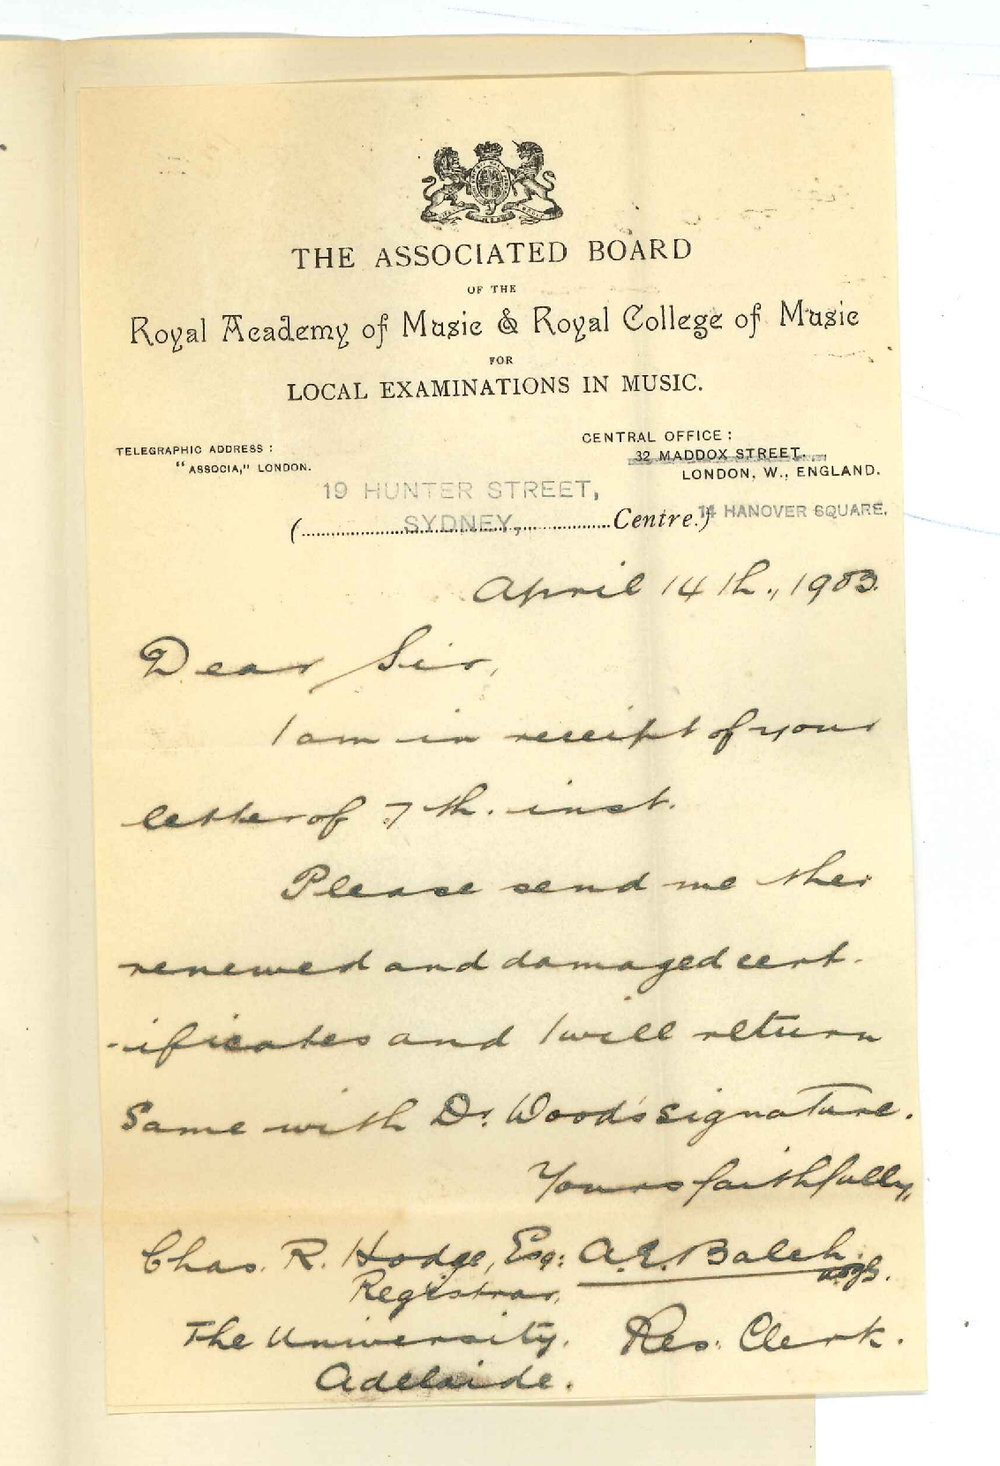 THE ASSOCIATED BOARD
OF THE
Royal Academy of Music & Royal College of Music
FOR
LOCAL EXAMINATIONS IN MUSIC.
TELEGRAPHIC ADDRESS :
"ASSOCIA," LONDON.
CENTRAL OFFICE :
32 MADDOX STREET.
LONDON, W., ENGLAND.
14 HANOVER SQUARE.
19 HUNTER STREET,
(SYDNEY, Centre.)
April 14th., 1903.
Dear Sir,
I am in receipt of your
letter of 7th. inst.
Please send me the
renewed and damaged cert-
-ificates and I will return
Same with Dr. Wood's signature.
Yours faithfully,
A.E. Balch.
Res. Clerk.
Chas. R. Hodge, Esq:
Registrar,
The University.
Adelaide.